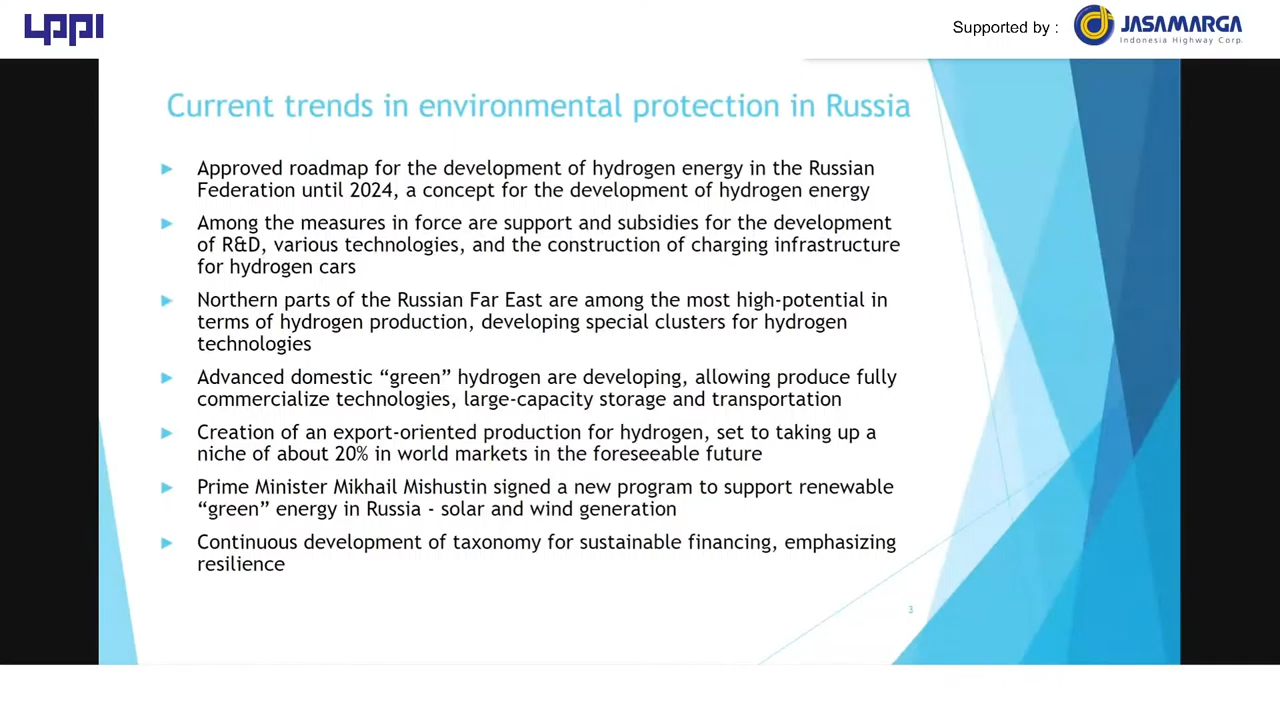 LPPI
Supported by :
JASAMARGA
Indonesia Highway Corp.
Current trends in environmental protection in Russia
Approved roadmap for the development of hydrogen energy in the Russian
Federation until 2024, a concept for the development of hydrogen energy
Among the measures in force are support and subsidies for the development
of R&D, various technologies, and the construction of charging infrastructure
for hydrogen cars
Northern parts of the Russian Far East are among the most high-potential in
terms of hydrogen production, developing special clusters for hydrogen
technologies
Advanced domestic “green” hydrogen are developing, allowing produce fully
commercialize technologies, large-capacity storage and transportation
Creation of an export-oriented production for hydrogen, set to taking up a
niche of about 20% in world markets in the foreseeable future
Prime Minister Mikhail Mishustin signed a new program to support renewable
“green” energy in Russia - solar and wind generation
Continuous development of taxonomy for sustainable financing, emphasizing
resilience
3